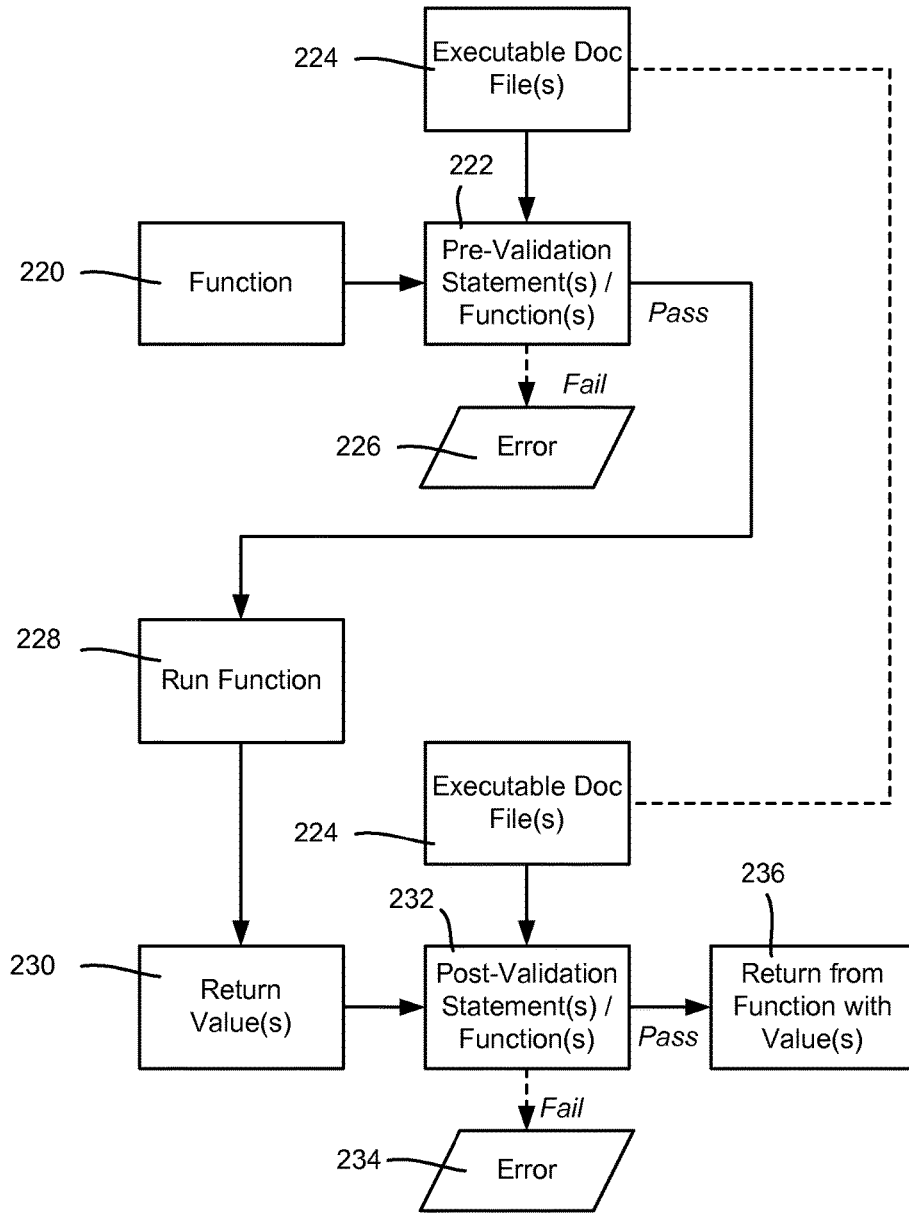 224
Executable Doc
File(s)
222
220
Function
Pre-Validation
Statement(s) /
Function(s)
Pass
Fail
226
Error
228
Run Function
Executable Doc
File(s)
224
232
236
230
Return
Value(s)
Post-Validation
Statement(s) /
Function(s)
Pass
Return from
Function with
Value(s)
Fail
234
Error